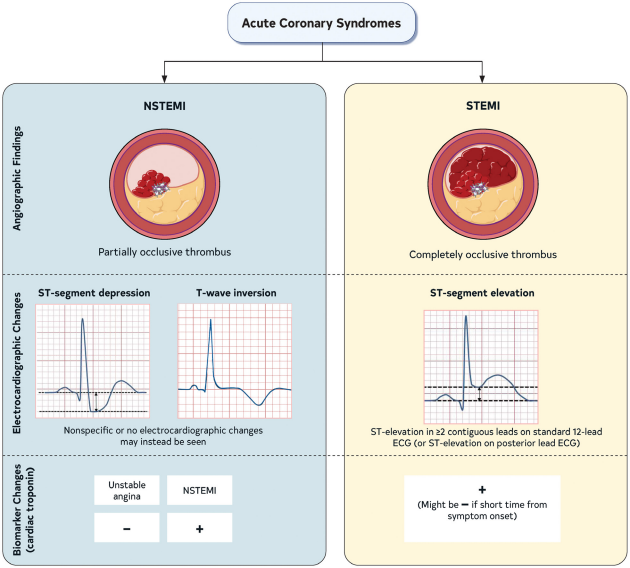 Acute Coronary Syndromes
NSTEMI
STEMI
Angiographic Findings
Partially occlusive thrombus
Completely occlusive thrombus
Electrocardiographic Changes
ST-segment depression
T-wave inversion
ST-segment elevation
Nonspecific or no electrocardiographic changes
may instead be seen
ST-elevation in ≥2 contiguous leads on standard 12-lead
ECG (or ST-elevation on posterior lead ECG)
Biomarker Changes
(cardiac troponin)
Unstable
angina
NSTEMI
–
+
+
(Might be – if short time from
symptom onset)